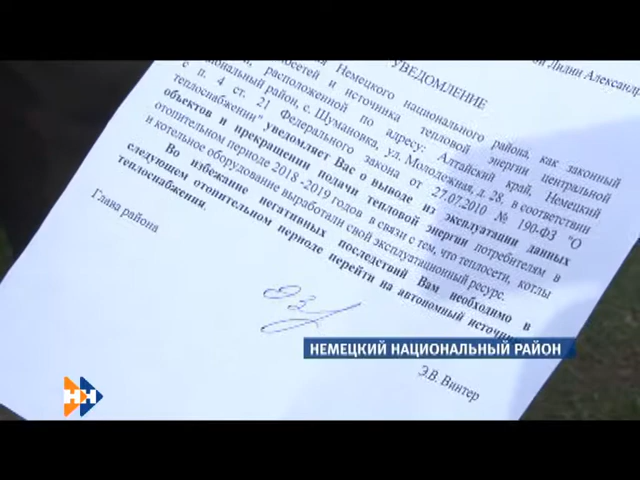 ой Лилии Александр
УВЕДОМЛЕНИЕ
Немецкого национального района, как законный
сетей и источника тепловой энергии центральной
расположенной по адресу: Алтайский край, Немецкий
национальный район, с. Шумановка, ул. Молодежная, д. 28, в соответствии
с п. 4 ст. 21 Федерального закона от 27.07.2010 № 190-ФЗ "О
теплоснабжении" уведомляет Вас о выводе из эксплуатации данных
объектов и прекращении подачи тепловой энергии потребителям в
отопительном периоде 2018 -2019 годов в связи с тем, что теплосети, котлы
и котельное оборудование выработали свой эксплуатационный ресурс.
Во избежание негативных последствий Вам необходимо в
следующем отопительном периоде перейти на автономный источник
теплоснабжения.
Глава района
Э.В. Винтер
НЕМЕЦКИЙ НАЦИОНАЛЬНЫЙ РАЙОН
НН